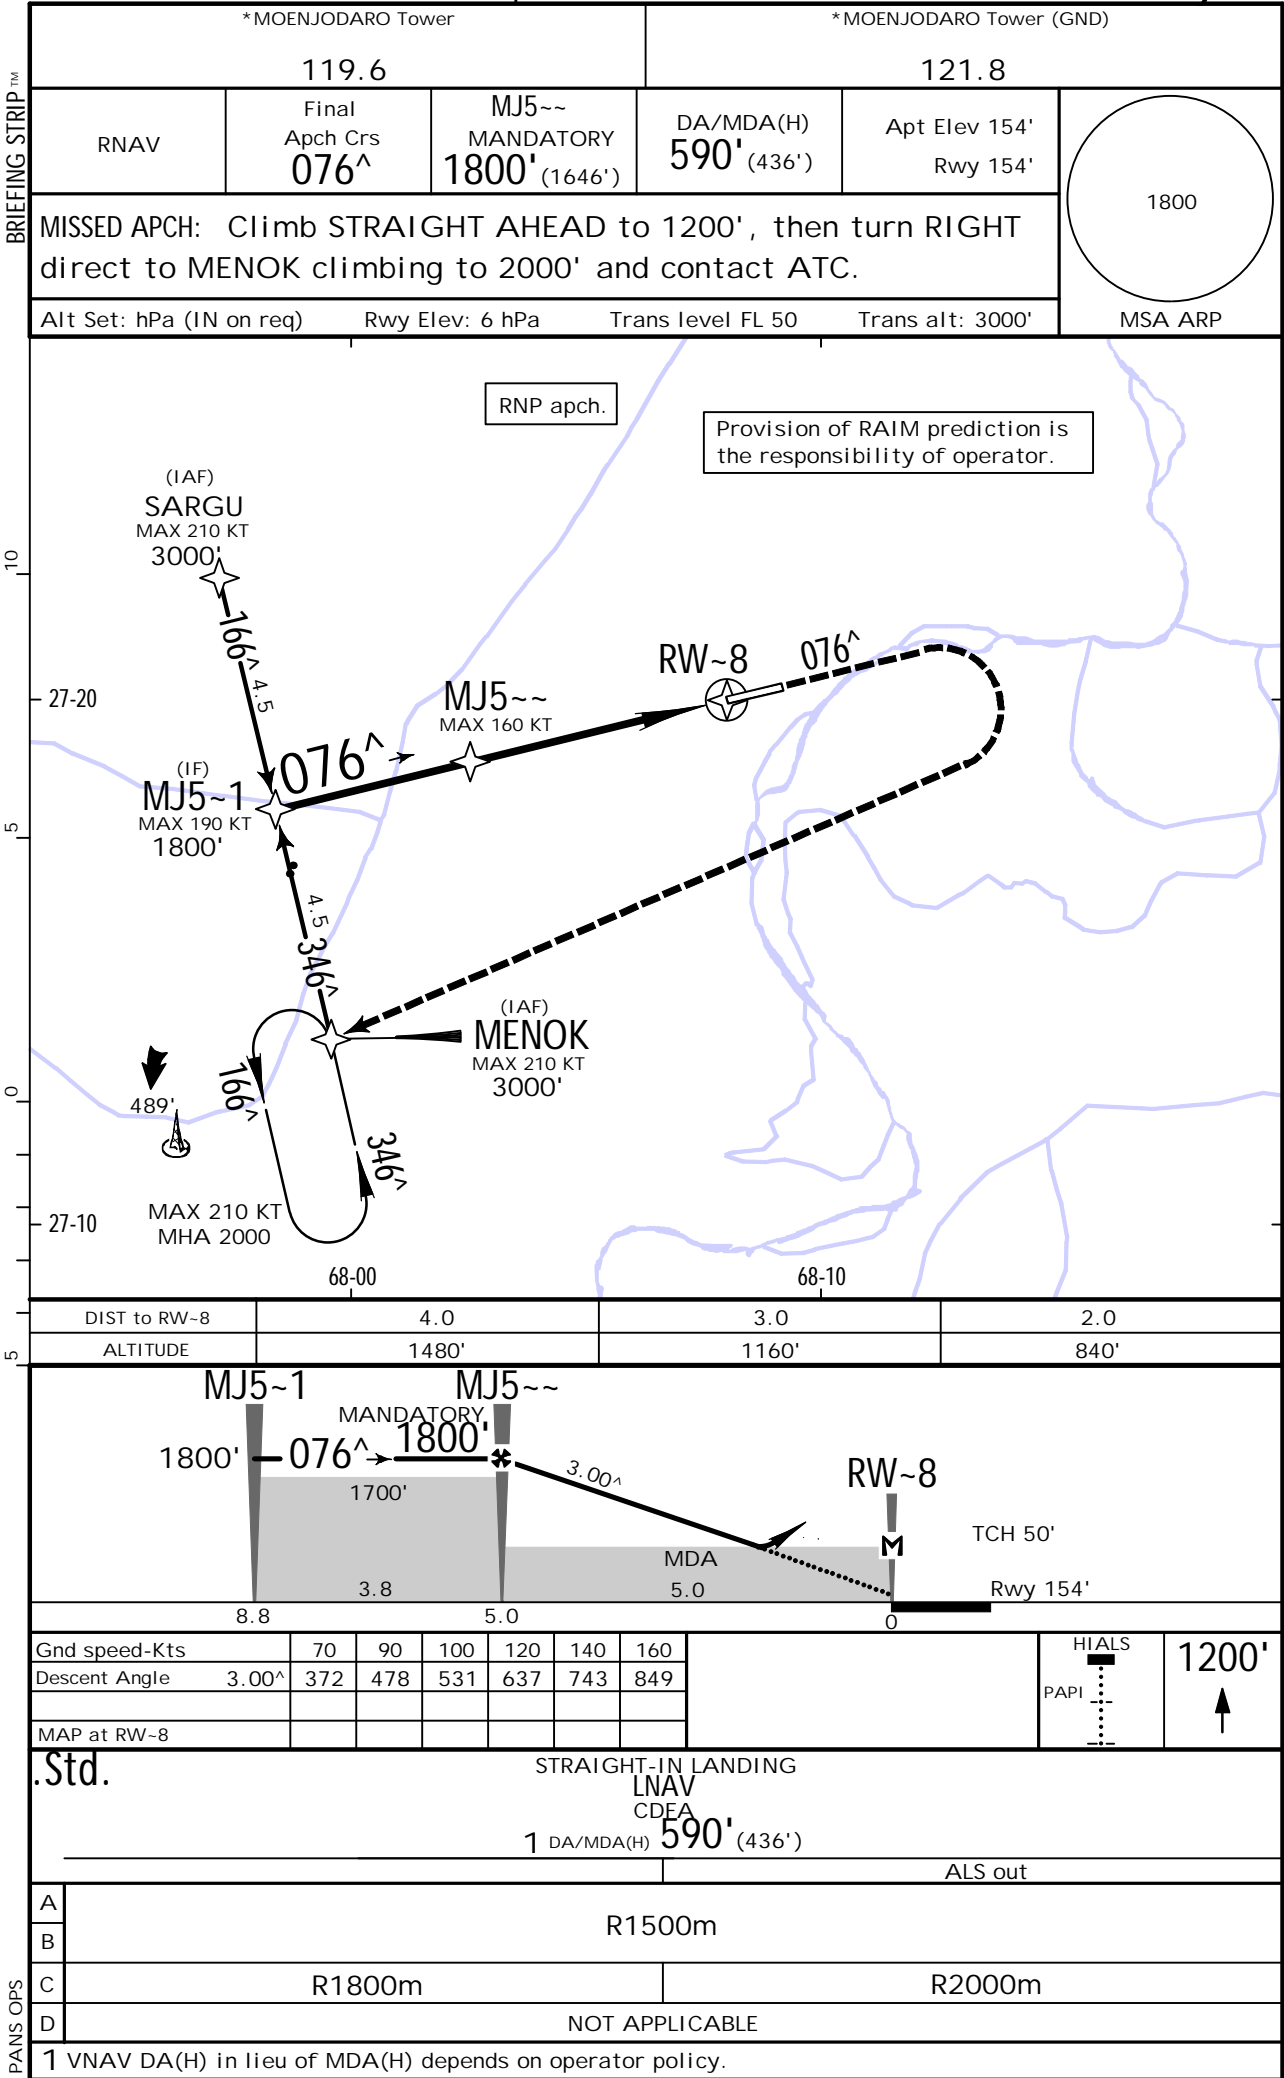 *MOENJODARO Tower
119.6
*MOENJODARO Tower (GND)
121.8
BRIEFING STRIP TM
RNAV
Final
Apch Crs
076^
MJ5~~
MANDATORY
1800' (1646')
DA/MDA(H)
590' (436')
Apt Elev 154'
Rwy 154'
1800
MSA ARP
MISSED APCH: Climb STRAIGHT AHEAD to 1200', then turn RIGHT
direct to MENOK climbing to 2000' and contact ATC.
Alt Set: hPa (IN on req) Rwy Elev: 6 hPa Trans level FL 50 Trans alt: 3000'
RNP apch.
Provision of RAIM prediction is
the responsibility of operator.
(IAF)
SARGU
MAX 210 KT
3000'
10
166^
4.5
RW~8
076^
27-20
MJ5~~
MAX 160 KT
076^
(IF)
MJ5~1
MAX 190 KT
1800'
5
4.5
346^
(IAF)
MENOK
MAX 210 KT
3000'
0
489'
166^
346^
MAX 210 KT
MHA 2000
27-10
68-00
68-10
5
DIST to RW~8 4.0 3.0 2.0
ALTITUDE 1480' 1160' 840'
MJ5~1
MJ5~~
MANDATORY
1800'
1800'
076^
1700'
3.00^
RW~8
TCH 50'
MDA
3.8
5.0
Rwy 154'
8.8
5.0
0
Gnd speed-Kts 70 90 100 120 140 160
Descent Angle 3.00^ 372 478 531 637 743 849
MAP at RW~8
HIALS
PAPI
1200'
.Std.
STRAIGHT-IN LANDING
LNAV
CDFA
1 DA/MDA(H) 590' (436')
ALS out
A
B
R1500m
C
R1800m
R2000m
D
NOT APPLICABLE
PANS OPS
1 VNAV DA(H) in lieu of MDA(H) depends on operator policy.